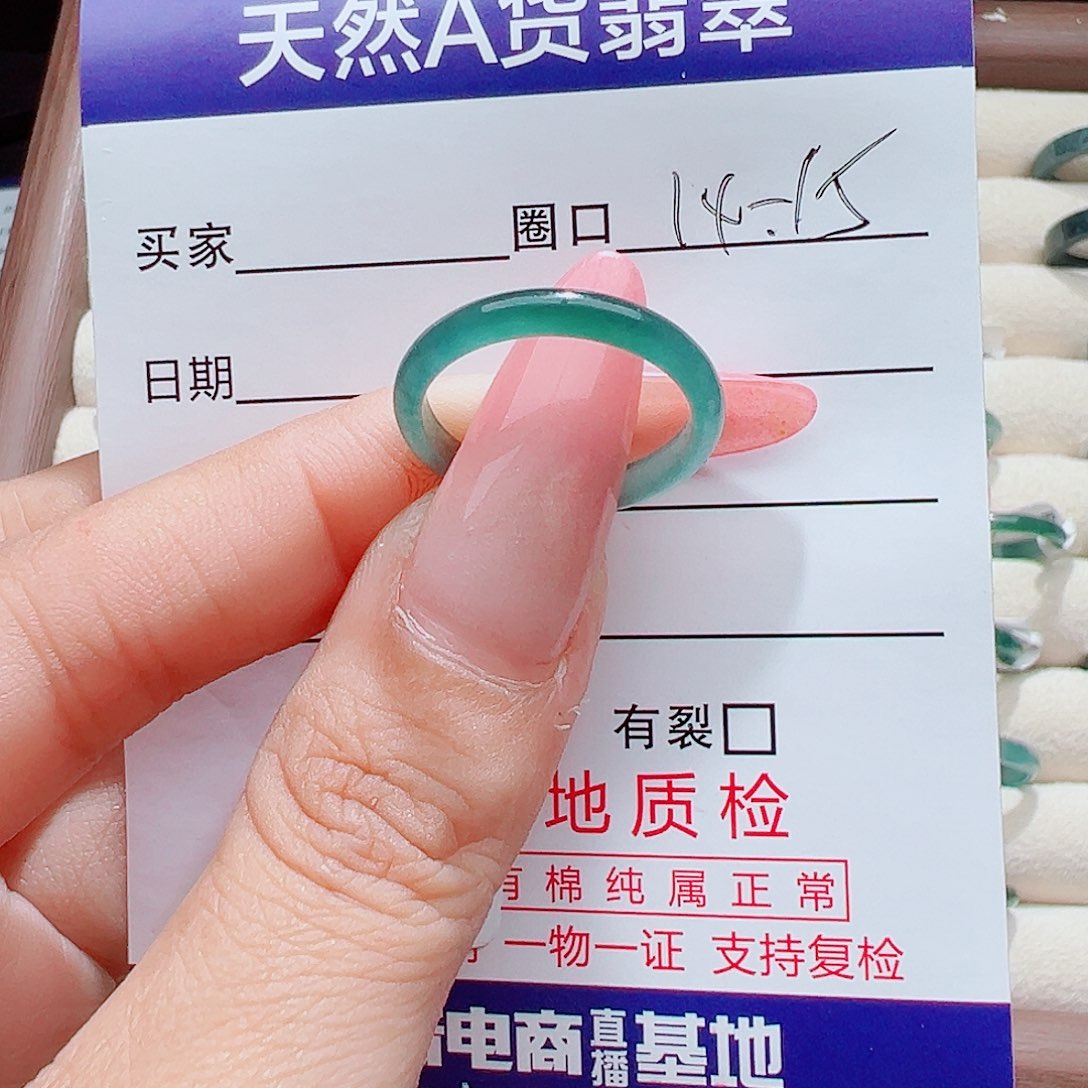 天然A货翡翠
买家 圈口 14-15
日期
有裂
地质检
有棉纯属正常
一物一证 支持复检
电商直播基地